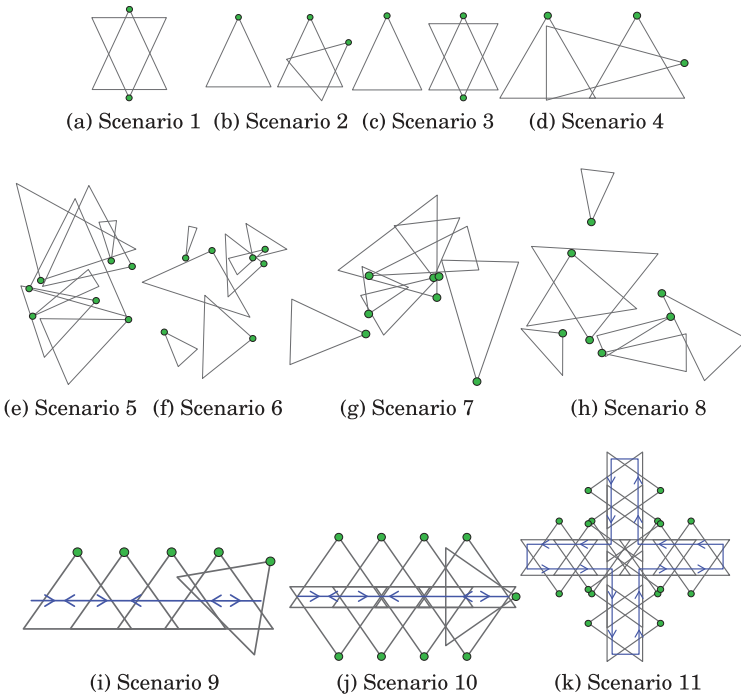 (a) Scenario 1 (b) Scenario 2 (c) Scenario 3 (d) Scenario 4
(e) Scenario 5 (f) Scenario 6 (g) Scenario 7 (h) Scenario 8
(i) Scenario 9 (j) Scenario 10 (k) Scenario 11